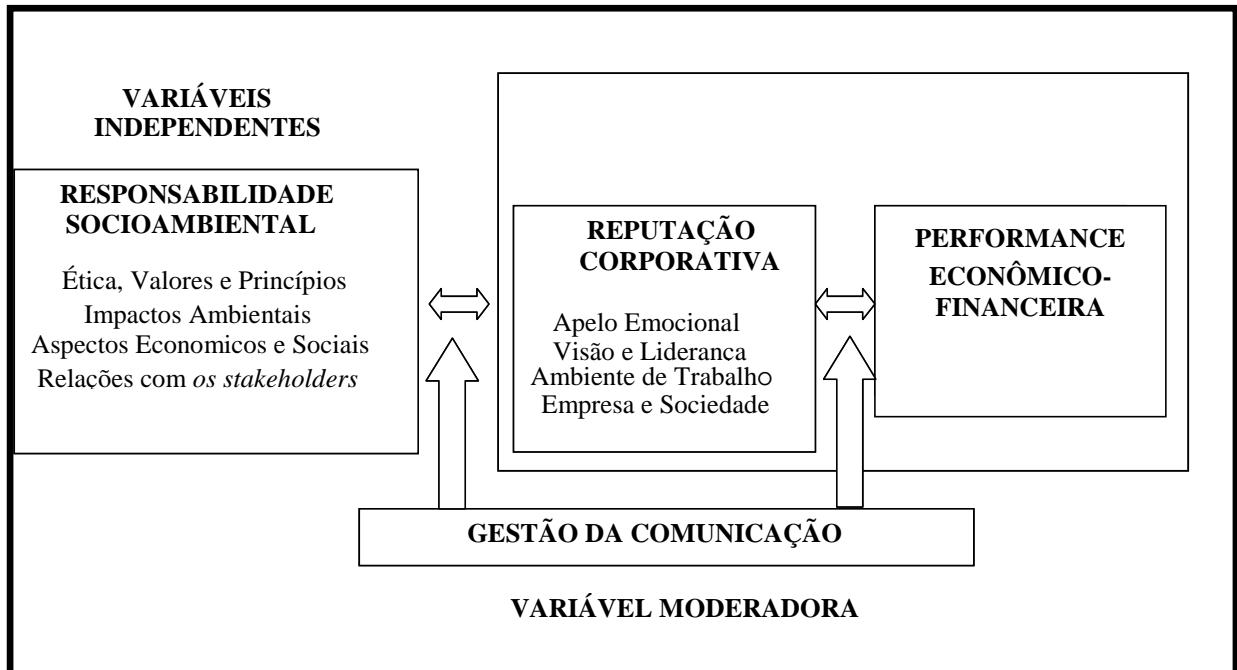 VARIÁVEIS
INDEPENDENTES
RESPONSABILIDADE
SOCIOAMBIENTAL
Ética, Valores e Princípios
Impactos Ambientais
Aspectos Economicos e Sociais
Relações com os stakeholders
REPUTAÇÃO
CORPORATIVA
Apelo Emocional
Visão e Lideranca
Ambiente de Trabalho
Empresa e Sociedade
PERFORMANCE
ECONÔMICO-
FINANCEIRA
GESTÃO DA COMUNICAÇÃO
VARIÁVEL MODERADORA